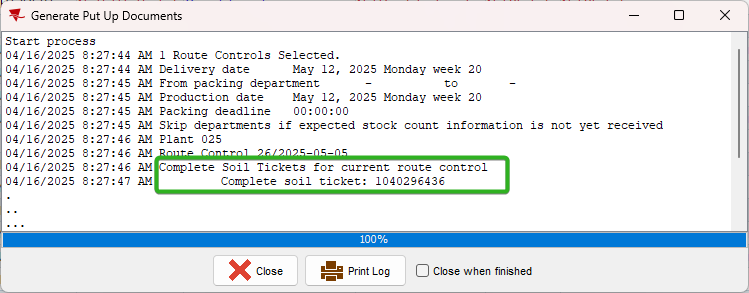 Generate Put Up Documents
Start process
04/16/2025 8:27:44 AM 1 Route Controls Selected.
04/16/2025 8:27:44 AM Delivery date May 12, 2025 Monday week 20
04/16/2025 8:27:45 AM From packing department - to -
04/16/2025 8:27:45 AM Production date May 12, 2025 Monday week 20
04/16/2025 8:27:45 AM Packing deadline 00:00:00
04/16/2025 8:27:45 AM Skip departments if expected stock count information is not yet received
04/16/2025 8:27:46 AM Plant 025
04/16/2025 8:27:46 AM Route Control 26/2025-05-05
04/16/2025 8:27:46 AM Complete Soil Tickets for current route control
04/16/2025 8:27:47 AM Complete soil ticket: 1040296436
.
..
...
100%
Close
Print Log
Close when finished